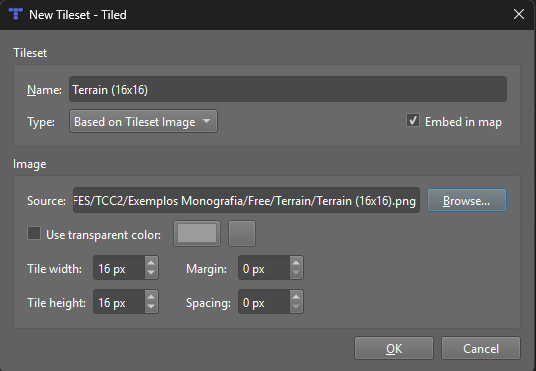 New Tileset - Tiled
Tileset
Name: Terrain (16x16)
Type: Based on Tileset Image Embed in map
Image
Source: FES/TCC2/Exemplos Monografia/Free/Terrain/Terrain (16x16).png Browse...
Use transparent color:
Tile width: 16 px Margin: 0 px
Tile height: 16 px Spacing: 0 px
OK Cancel